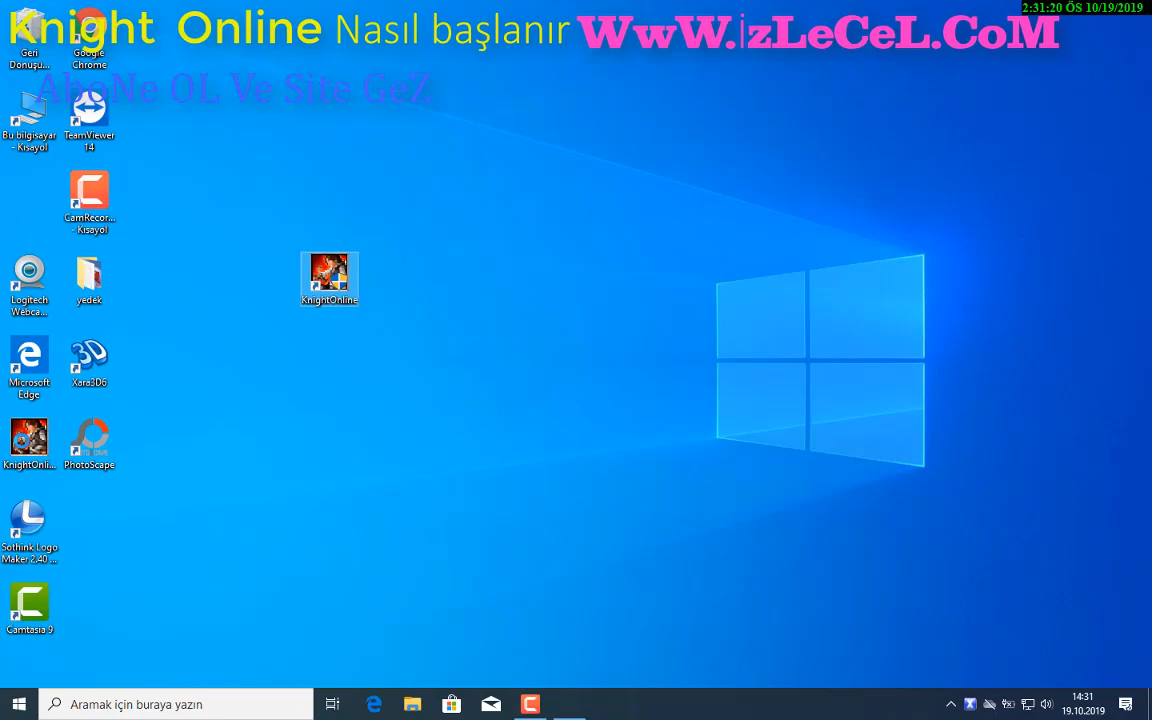 2:31:20 ÖS 10/19/2019
Knight Online Nasıl başlanır
WwW.İzLeCeL.CoM
AboNe OL Ve Site GeZ
Geri
Dönüşü...
Google
Chrome
Bu bilgisayar
- Kısayol
TeamViewer
14
CamRecor...
- Kısayol
Logitech
Webca...
yedek
KnightOnline
Microsoft
Edge
Xara3D6
KnightOnli...
PhotoScape
Sothink Logo
Maker 2.40 ...
Camtasia 9
Aramak için buraya yazın
14:31
19.10.2019